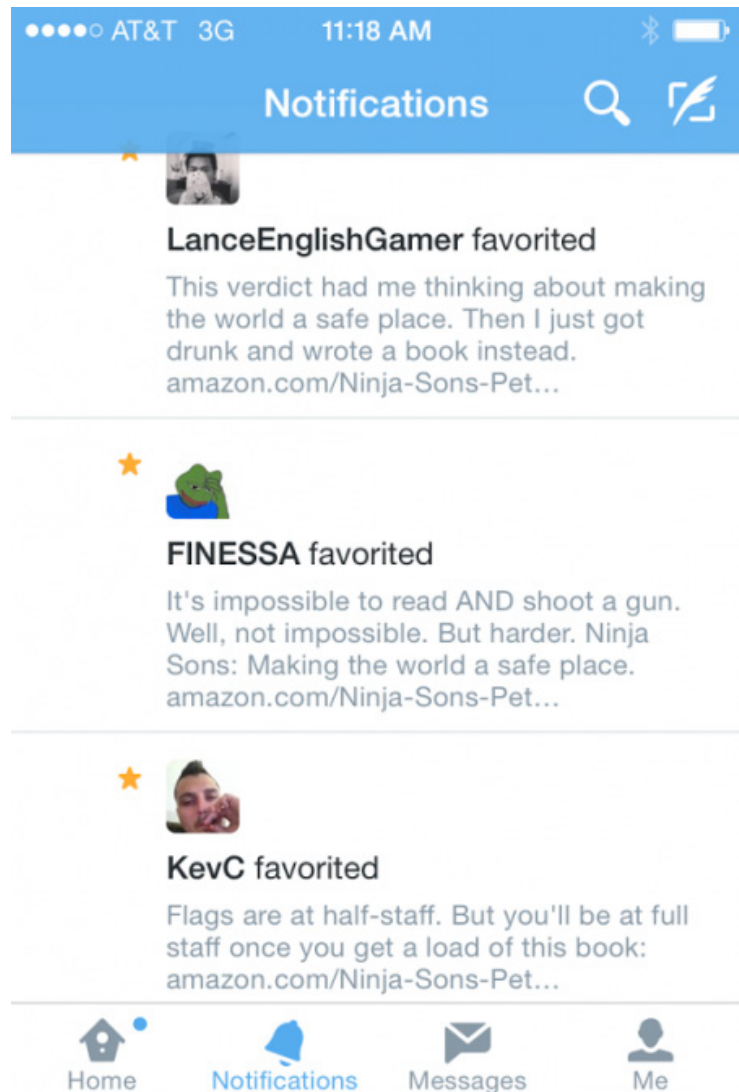 AT&T 3G 11:18 AM
Notifications
LanceEnglishGamer favorited
This verdict had me thinking about making
the world a safe place. Then I just got
drunk and wrote a book instead.
amazon.com/Ninja-Sons-Pet...
FINESSA favorited
It's impossible to read AND shoot a gun.
Well, not impossible. But harder. Ninja
Sons: Making the world a safe place.
amazon.com/Ninja-Sons-Pet...
KevC favorited
Flags are at half-staff. But you'll be at full
staff once you get a load of this book:
amazon.com/Ninja-Sons-Pet...
Home Notifications Messages Me